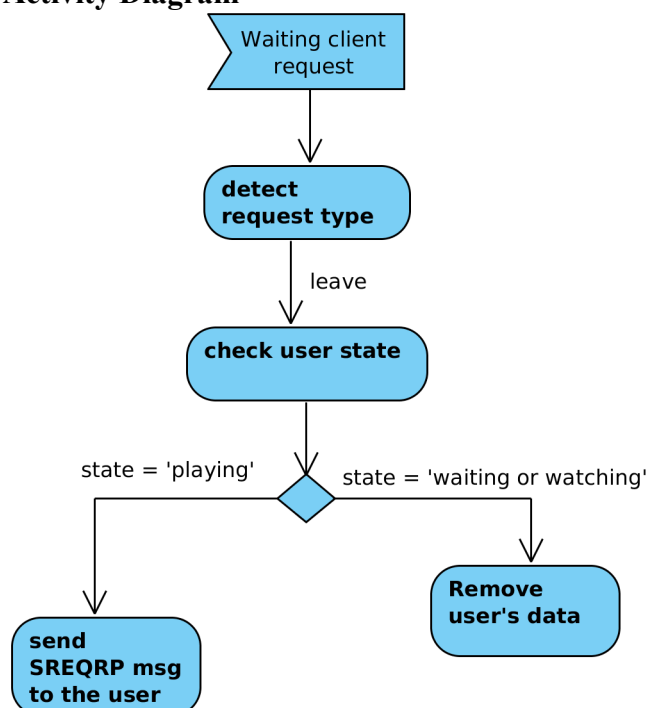 Activity Diagram
Waiting client
request
detect
request type
leave
check user state
state = 'playing'
state = 'waiting or watching'
Remove
user's data
send
SREQRP msg
to the user